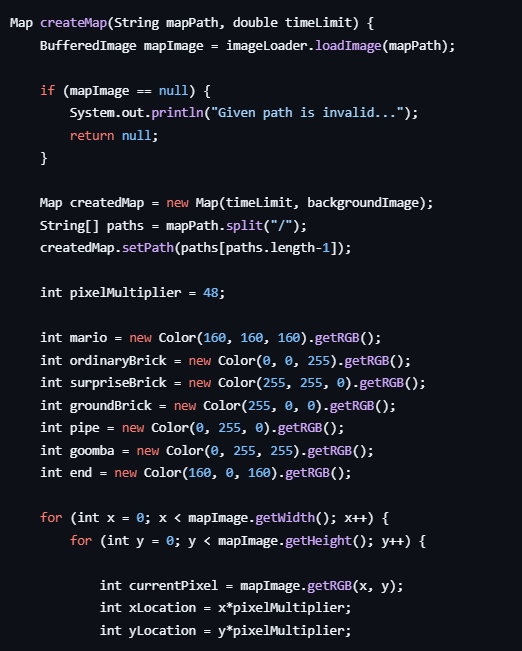 Map createMap(String mapPath, double timeLimit) {
    BufferedImage mapImage = imageLoader.loadImage(mapPath);

    if (mapImage == null) {
        System.out.println("Given path is invalid...");
        return null;
    }

    Map createdMap = new Map(timeLimit, backgroundImage);
    String[] paths = mapPath.split("/");
    createdMap.setPath(paths[paths.length-1]);

    int pixelMultiplier = 48;

    int mario = new Color(160, 160, 160).getRGB();
    int ordinaryBrick = new Color(0, 0, 255).getRGB();
    int surpriseBrick = new Color(255, 255, 0).getRGB();
    int groundBrick = new Color(255, 0, 0).getRGB();
    int pipe = new Color(0, 255, 0).getRGB();
    int goomba = new Color(0, 255, 255).getRGB();
    int end = new Color(160, 0, 160).getRGB();

    for (int x = 0; x < mapImage.getWidth(); x++) {
        for (int y = 0; y < mapImage.getHeight(); y++) {

            int currentPixel = mapImage.getRGB(x, y);
            int xLocation = x*pixelMultiplier;
            int yLocation = y*pixelMultiplier;